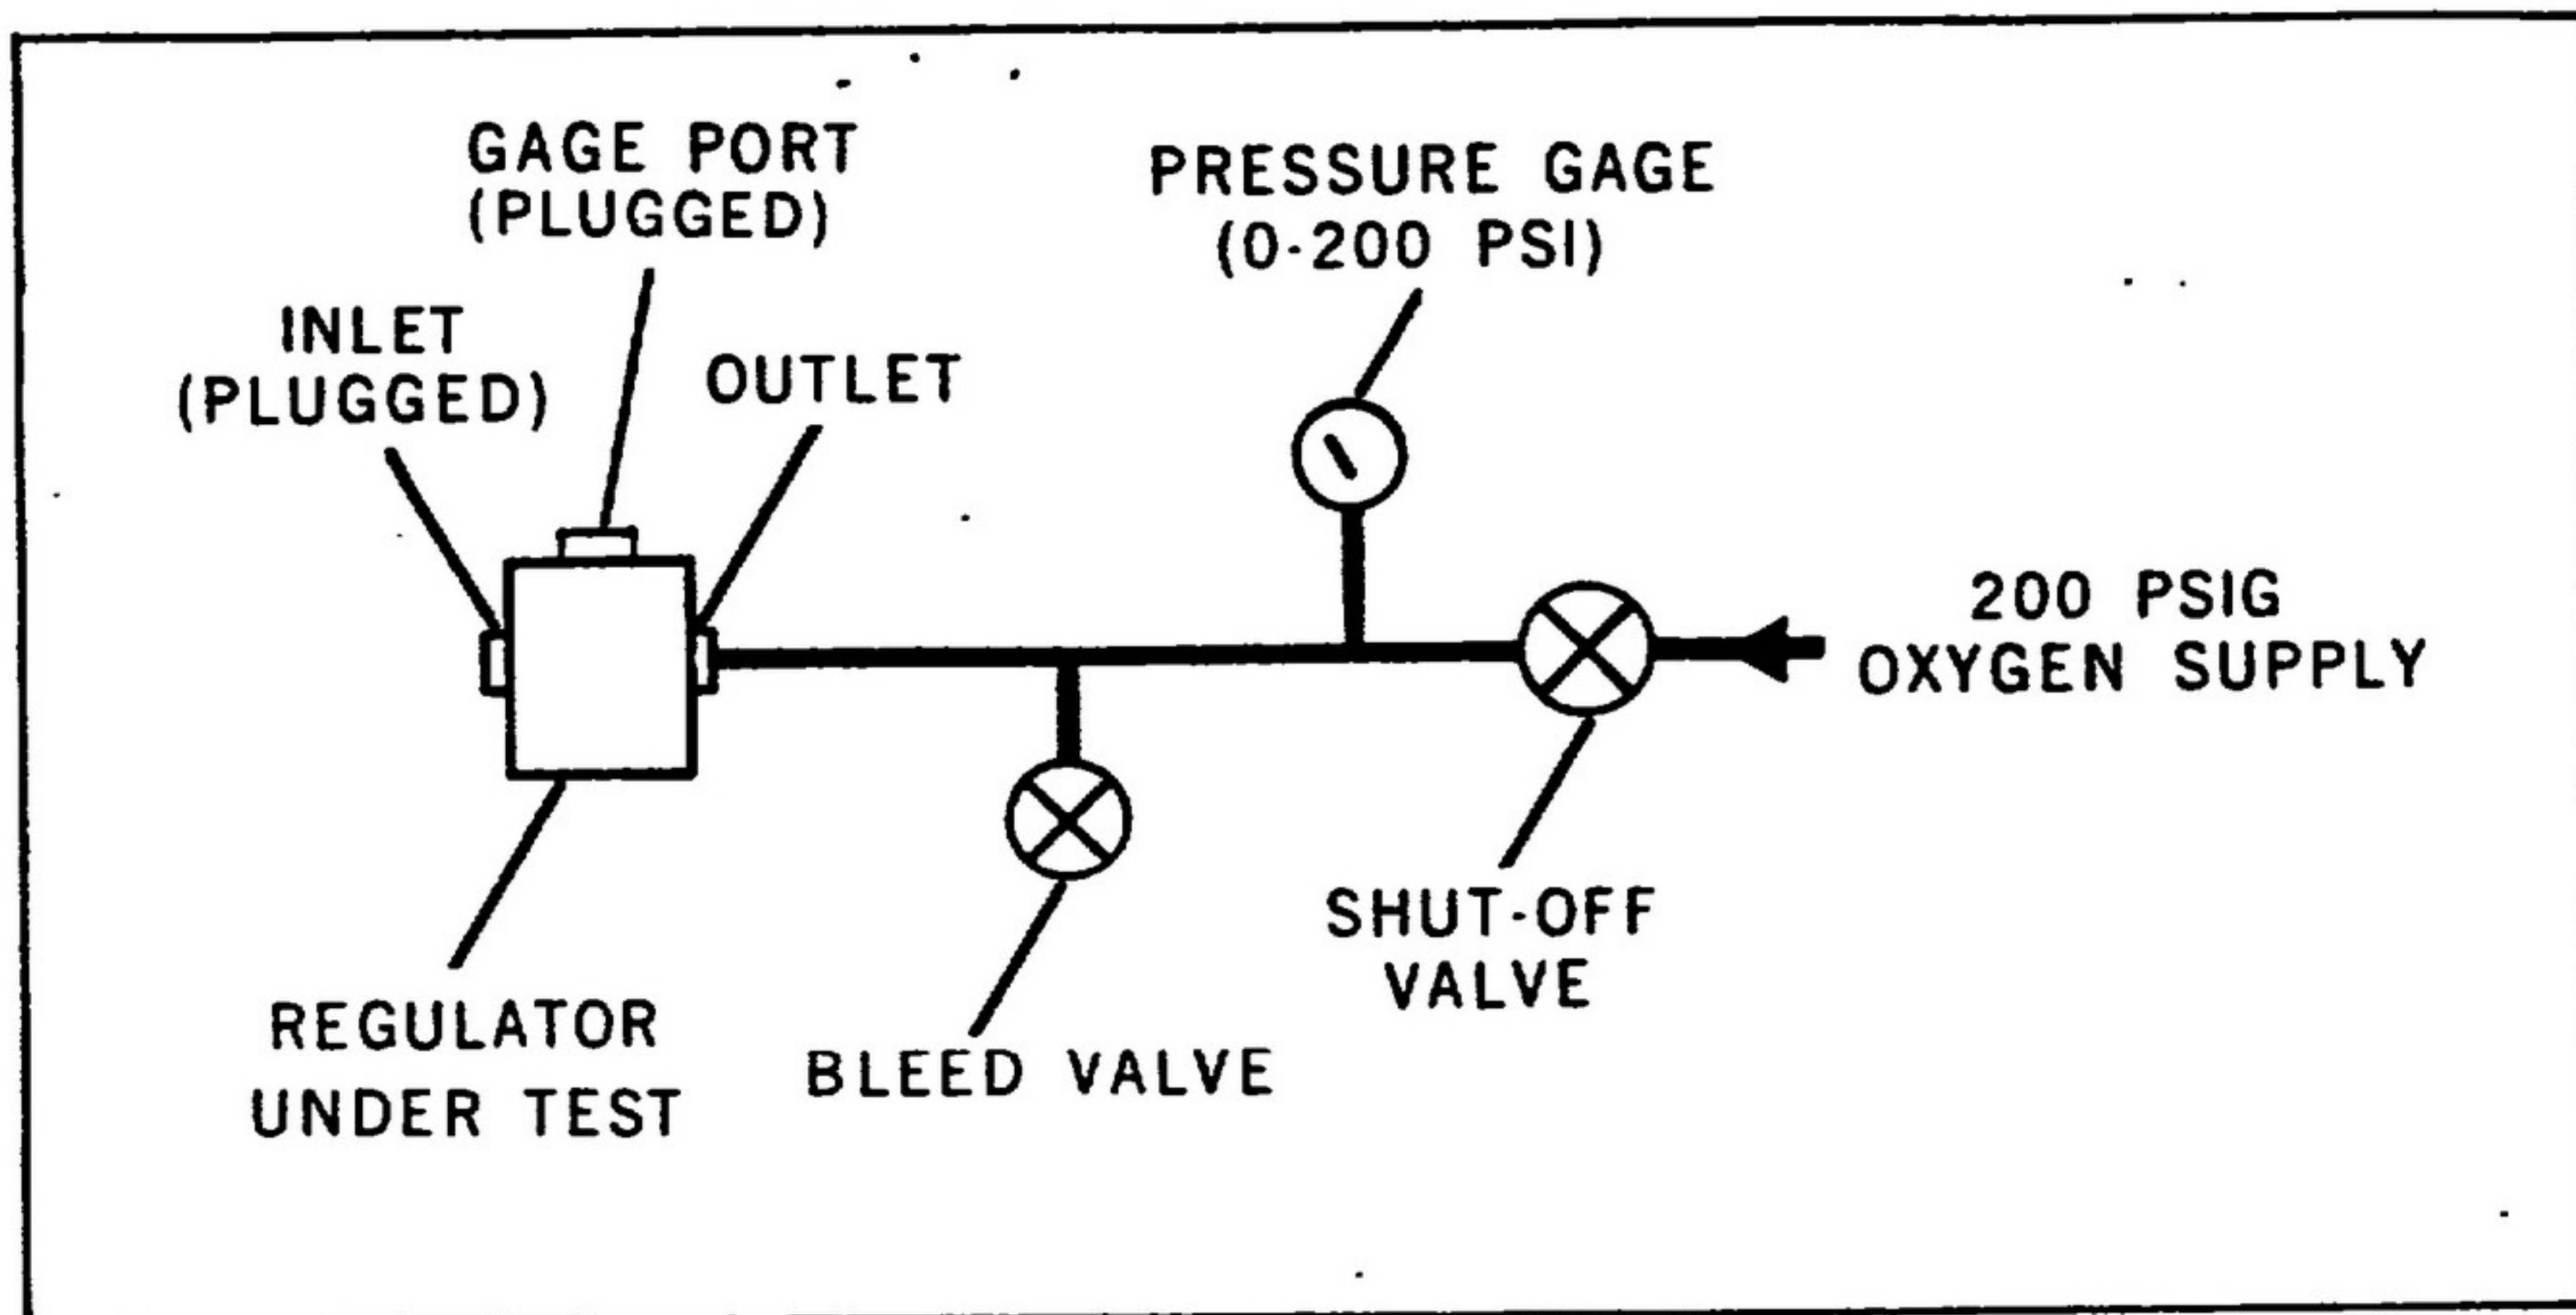 GAGE PORT
(PLUGGED)
PRESSURE GAGE
(0-200 PSI)
INLET
(PLUGGED)
OUTLET
200 PSIG
OXYGEN SUPPLY
SHUT-OFF
VALVE
REGULATOR
UNDER TEST
BLEED VALVE